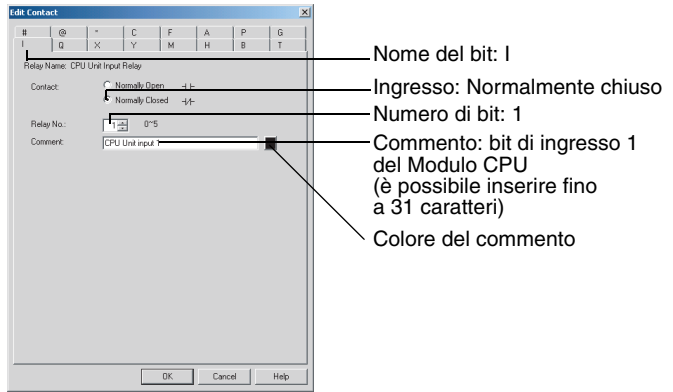 Edit Contact
# @ * C F A P G
I Q X Y M H B T
Relay Name: CPU Unit Input Relay
Contact: Normally Open
Normally Closed
Relay No.: 1 0~5
Comment: CPU Unit input 1
OK Cancel Help
Nome del bit: I
Ingresso: Normalmente chiuso
Numero di bit: 1
Commento: bit di ingresso 1
del Modulo CPU
(è possibile inserire fino
a 31 caratteri)
Colore del commento